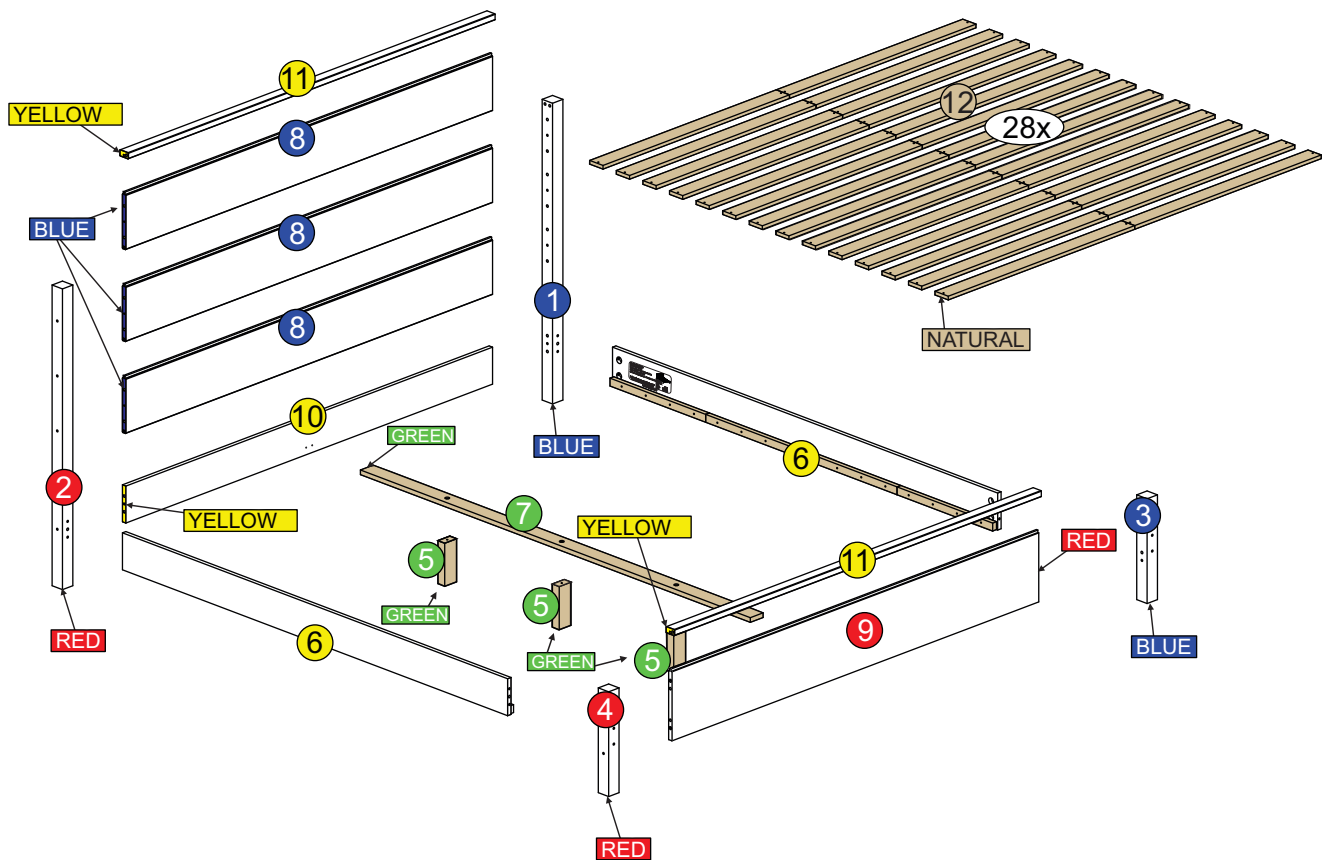 11
YELLOW
8
12
28x
BLUE
8
1
8
NATURAL
10
GREEN
BLUE
6
2
YELLOW
7
YELLOW
3
RED
5
11
GREEN
5
9
RED
6
GREEN
5
BLUE
4
RED